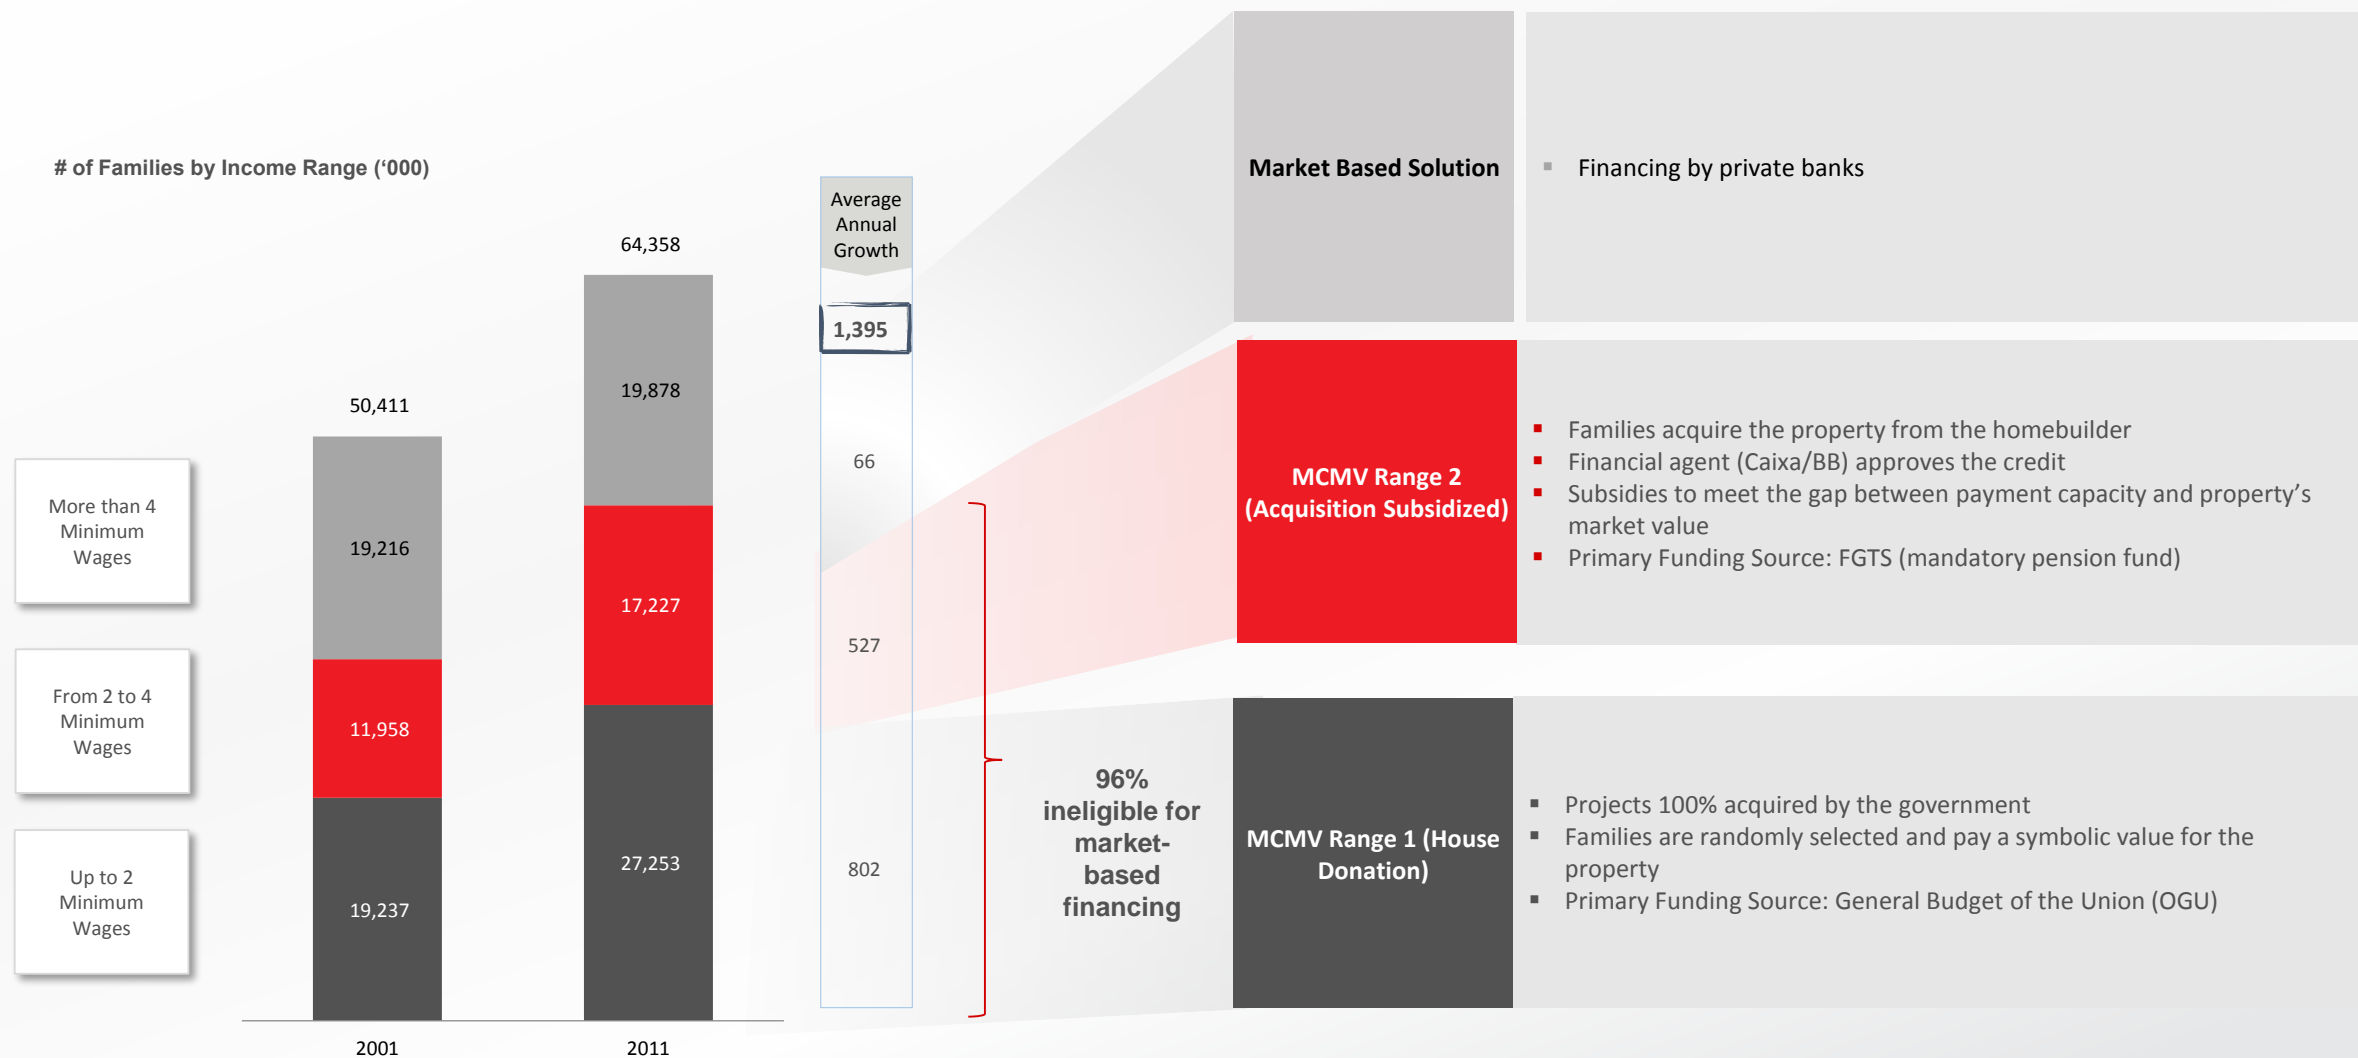 # of Families by Income Range (‘000)
More than 4
Minimum
Wages
From 2 to 4
Minimum
Wages
Up to 2
Minimum
Wages
50,411
19,216
11,958
19,237
2001
64,358
19,878
17,227
27,253
2011
Average
Annual
Growth
1,395
66
527
802
96%
ineligible for
market-
based
financing
Market Based Solution
▪ Financing by private banks
MCMV Range 2
(Acquisition Subsidized)
▪ Families acquire the property from the homebuilder
▪ Financial agent (Caixa/BB) approves the credit
▪ Subsidies to meet the gap between payment capacity and property’s
market value
▪ Primary Funding Source: FGTS (mandatory pension fund)
MCMV Range 1 (House
Donation)
▪ Projects 100% acquired by the government
▪ Families are randomly selected and pay a symbolic value for the
property
▪ Primary Funding Source: General Budget of the Union (OGU)